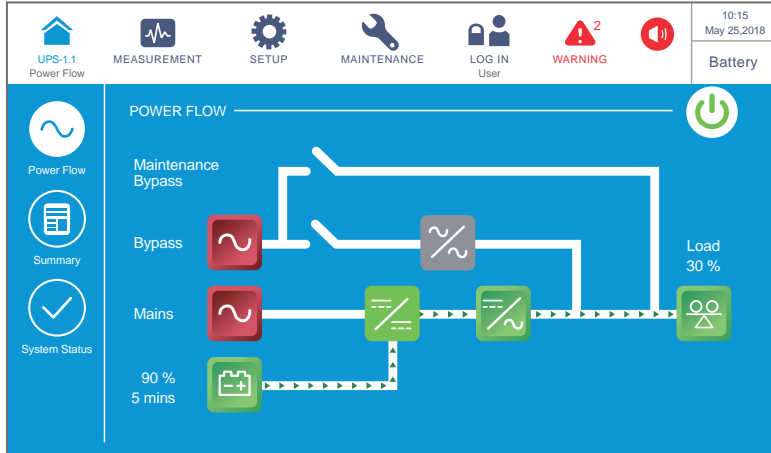 UPS-1.1
Power Flow
MEASUREMENT
SETUP
MAINTENANCE
LOG IN
User
WARNING
2
10:15
May 25,2018
Battery
POWER FLOW
Power Flow
Summary
System Status
Maintenance
Bypass
Bypass
Mains
90 %
5 mins
Load
30 %